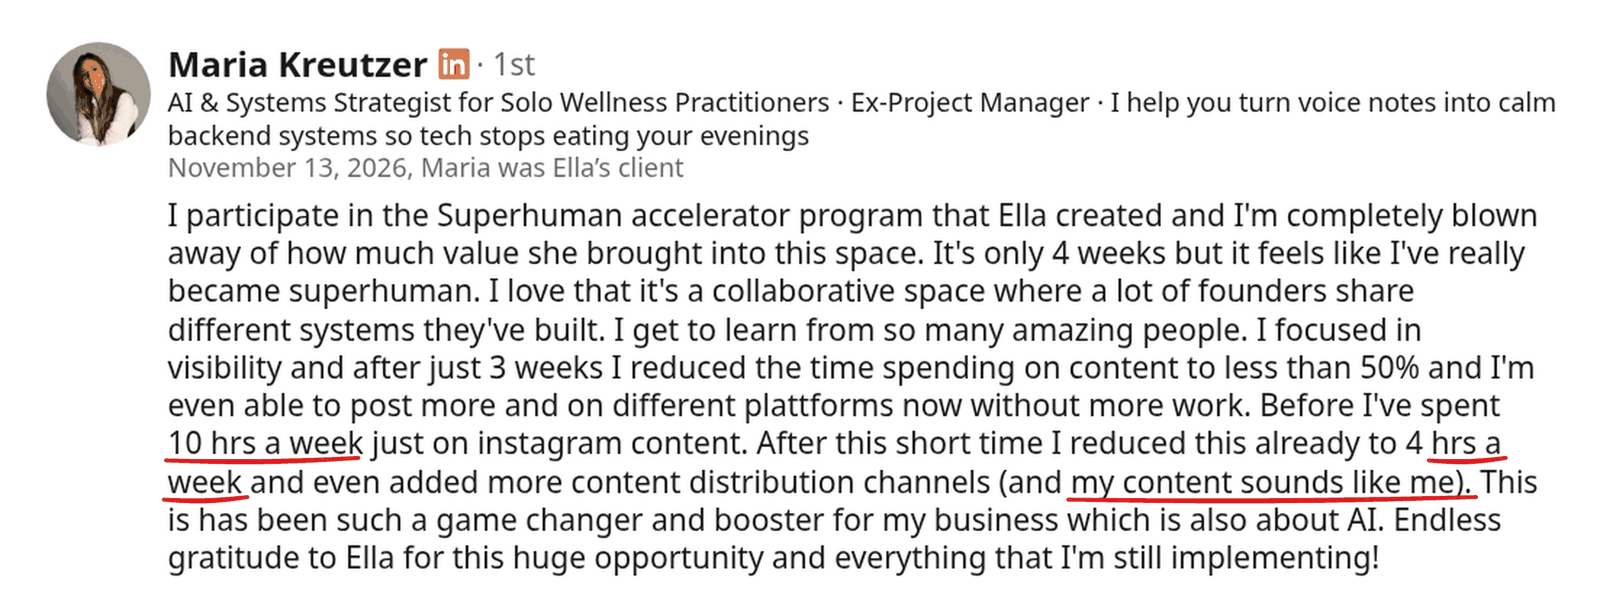 Maria Kreutzer in · 1st
AI & Systems Strategist for Solo Wellness Practitioners · Ex-Project Manager · I help you turn voice notes into calm
backend systems so tech stops eating your evenings
November 13, 2026, Maria was Ella’s client
I participate in the Superhuman accelerator program that Ella created and I'm completely blown
away of how much value she brought into this space. It's only 4 weeks but it feels like I've really
became superhuman. I love that it's a collaborative space where a lot of founders share
different systems they've built. I get to learn from so many amazing people. I focused in
visibility and after just 3 weeks I reduced the time spending on content to less than 50% and I'm
even able to post more and on different plattforms now without more work. Before I've spent
10 hrs a week just on instagram content. After this short time I reduced this already to 4 hrs a
week and even added more content distribution channels (and my content sounds like me). This
is has been such a game changer and booster for my business which is also about AI. Endless
gratitude to Ella for this huge opportunity and everything that I'm still implementing!